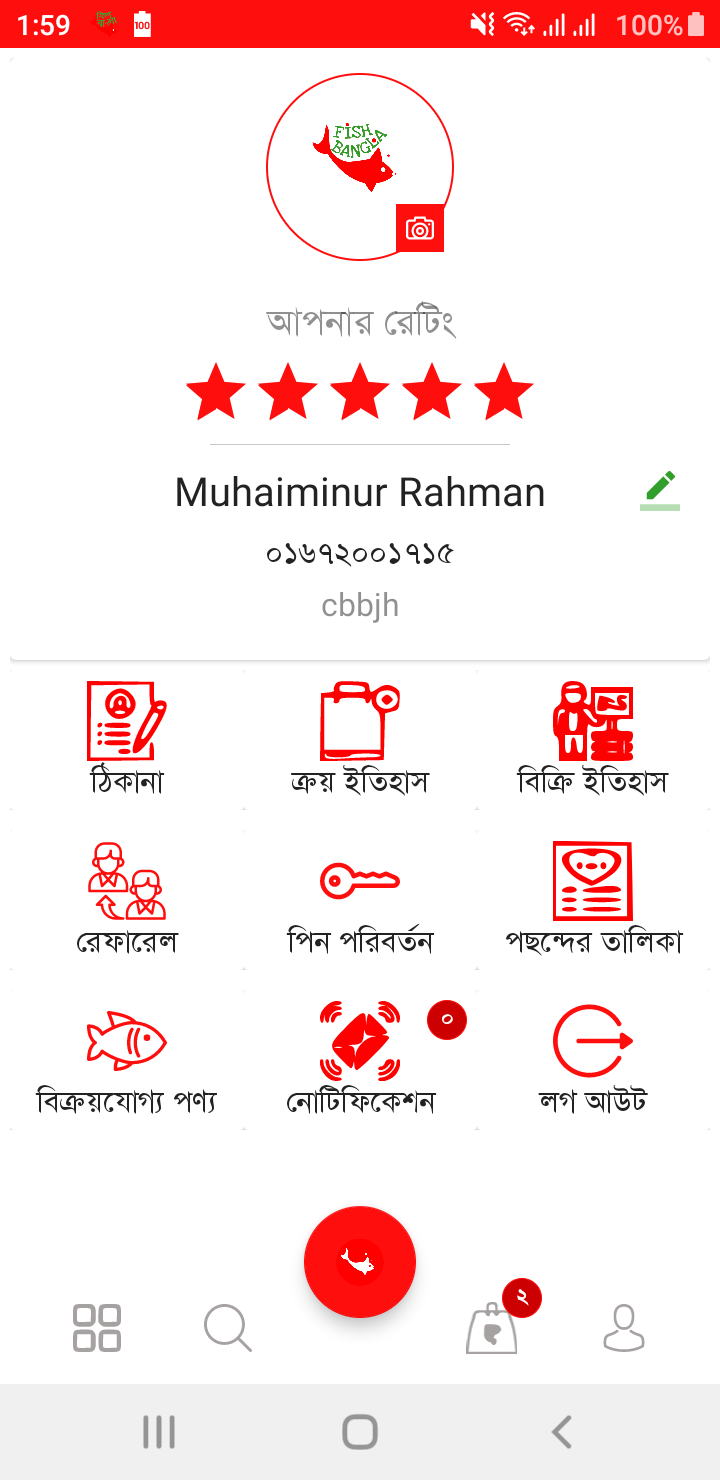 1:59
100
100%
FISH
BANGLA
আপনার রেটিং
Muhaiminur Rahman
০১৬৭২০০১৭১৫
cbbjh
ঠিকানা
ক্রয় ইতিহাস
বিক্রি ইতিহাস
রেফারেল
পিন পরিবর্তন
পছন্দের তালিকা
০
বিক্রয়যোগ্য পণ্য
নোটিফিকেশন
লগ আউট
২